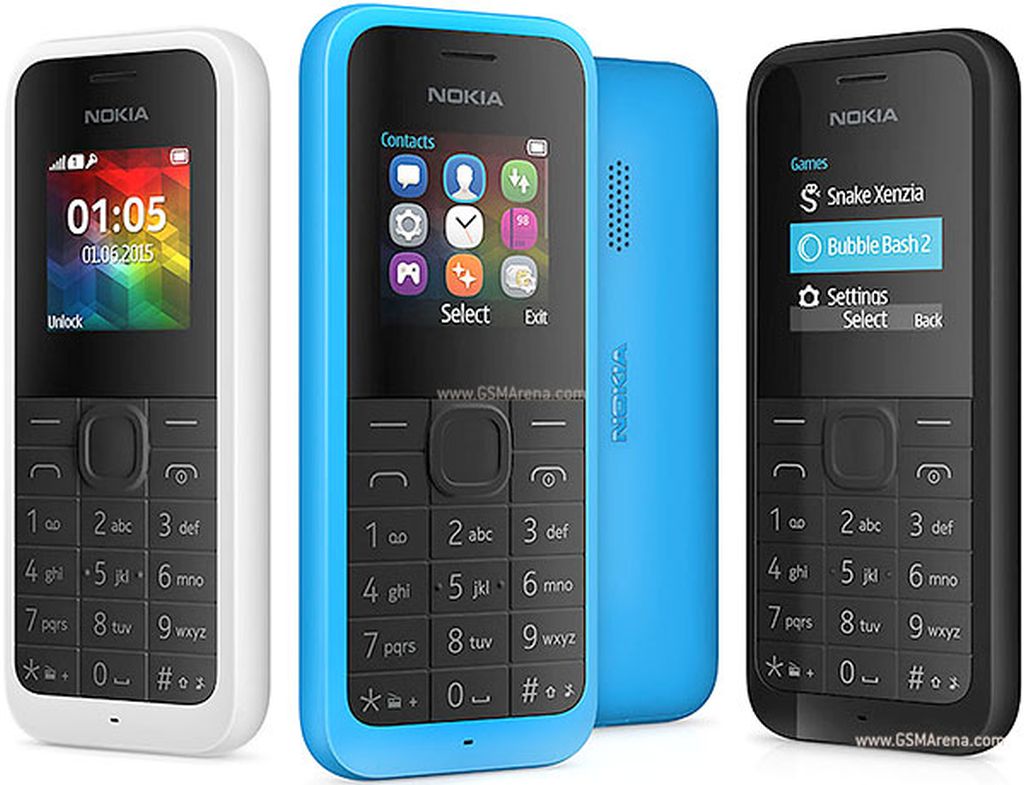 NOKIA
01:05
01.06.2015
Unlock
1
2 abc
3 def
4 ghi
5 jkl
6 mno
7 pqrs
8 tuv
9 wxyz
* +
0
#
NOKIA
Contacts
98
Select Exit
www.GSMArena.com
1
2 abc
3 def
4 ghi
5 jkl
6 mno
7 pqrs
8 tuv
9 wxyz
* +
0
#
NOKIA
NOKIA
Games
Snake Xenzia
Bubble Bash 2
Settings
Select Back
1
2 abc
3 def
4 ghi
5 jkl
6 mno
7 pqrs
8 tuv
9 wxyz
* +
0
#
www.GSMArena.com